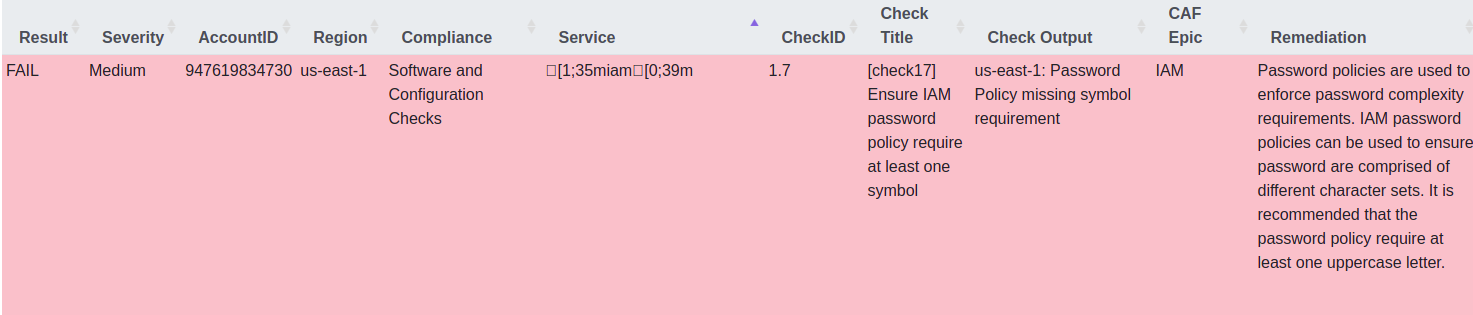 Result Severity AccountID Region Compliance Service CheckID Check Title Check Output CAF Epic Remediation
FAIL
Medium
947619834730
us-east-1
Software and
Configuration
Checks
□[1;35miam□[0;39m
1.7
[check17]
Ensure IAM
password
policy require
at least one
symbol
us-east-1: Password
Policy missing symbol
requirement
IAM
Password policies are used to
enforce password complexity
requirements. IAM password
policies can be used to ensure
password are comprised of
different character sets. It is
recommended that the
password policy require at
least one uppercase letter.